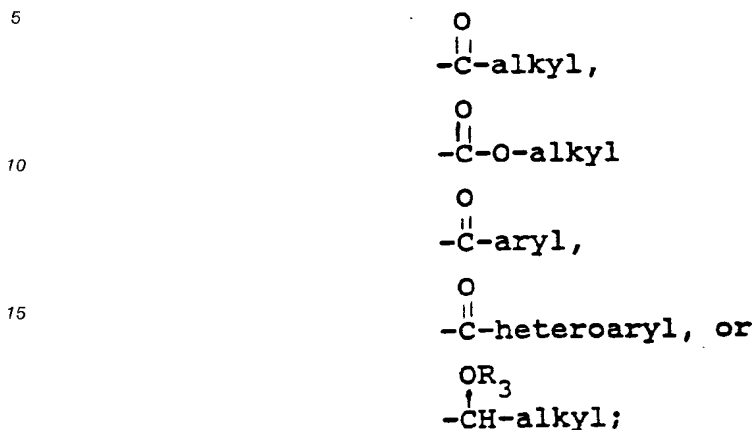 5
O
||
-C-alkyl,
O
||
-C-O-alkyl
10
O
||
-C-aryl,
O
||
15
-C-heteroaryl, or
OR3
-CH-alkyl;